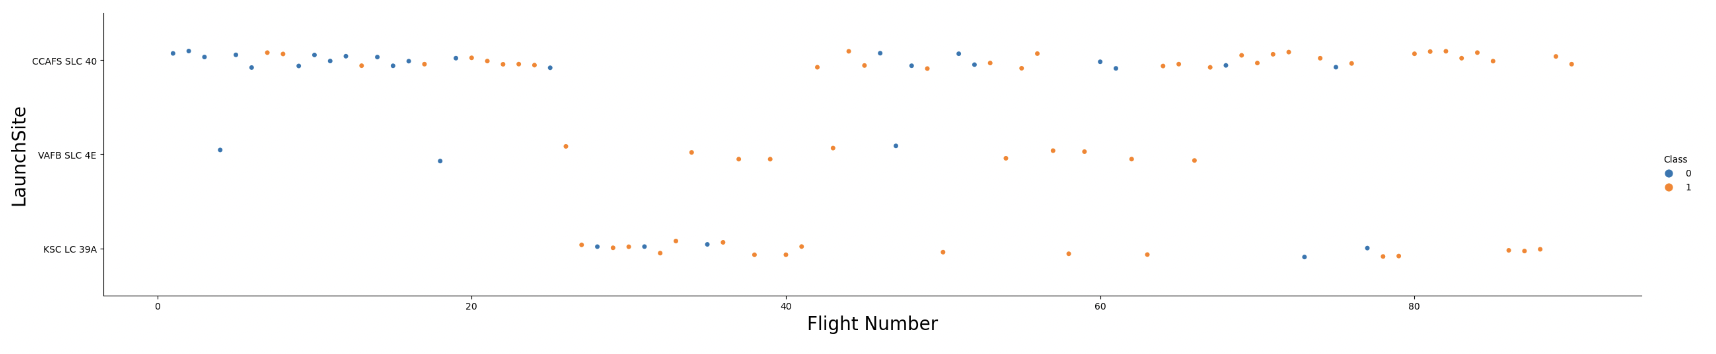 LaunchSite
CCAFS SLC 40
VAFB SLC 4E
KSC LC 39A
0 20 40 60 80
Flight Number
Class
0
1